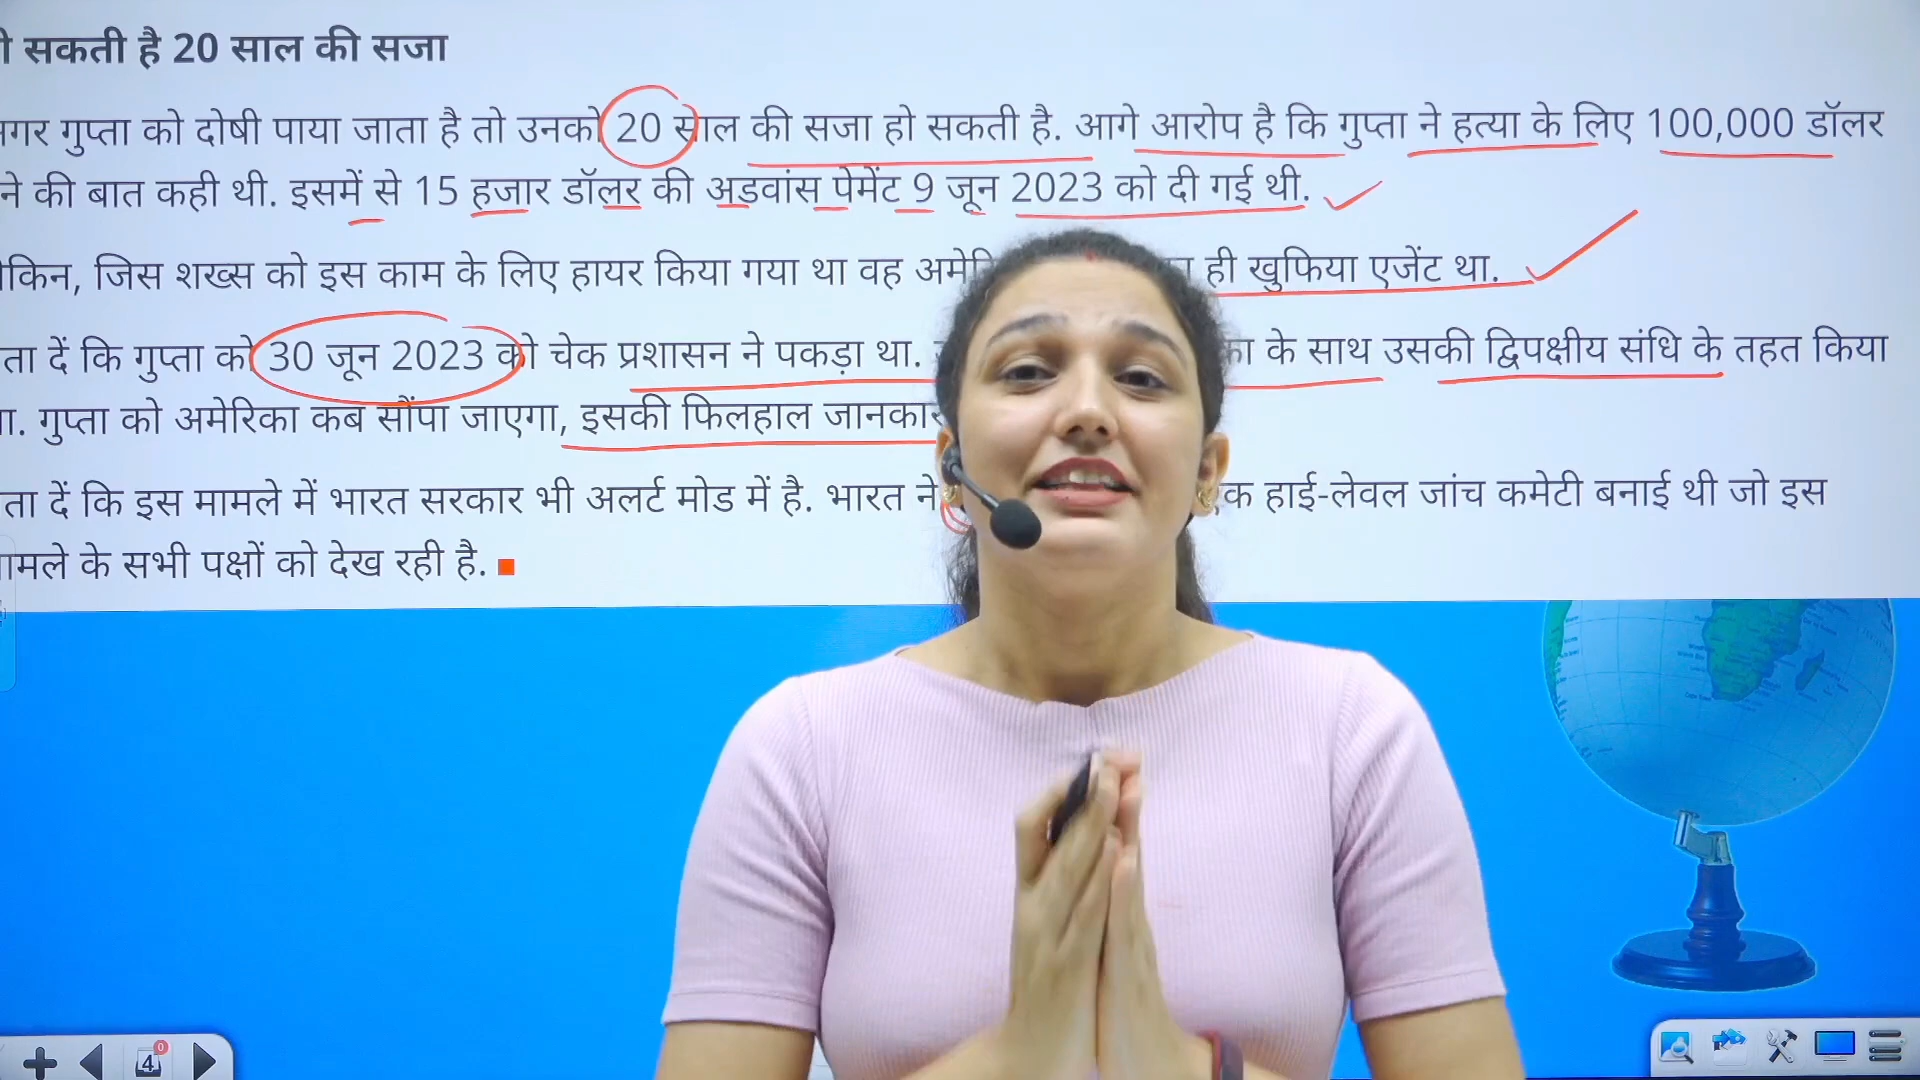 सकती है 20 साल की सजा
गुप्ता को दोषी पाया जाता है तो उनको 20 साल की सजा हो सकती है. आगे आरोप है कि गुप्ता ने हत्या के लिए 100,000 डॉलर
ने की बात कही थी. इसमें से 15 हजार डॉलर की अडवांस पेमेंट 9 जून 2023 को दी गई थी.
जिस शख्स को इस काम के लिए हायर किया गया था वह ही खुफिया एजेंट था.
दें कि गुप्ता को 30 जून 2023 को चेक प्रशासन ने पकड़ा था. के साथ उसकी द्विपक्षीय संधि के तहत किया
गुप्ता को अमेरिका कब सौंपा जाएगा, इसकी फिलहाल
दें कि इस मामले में भारत सरकार भी अलर्ट मोड में है. भारत ने हाई-लेवल जांच कमेटी बनाई थी जो इस
के सभी पक्षों को देख रही है.
4
0